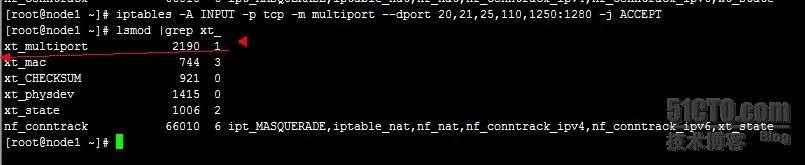 [root@node1 ~]# iptables -A INPUT -p tcp -m multiport --dport 20,21,25,110,1250:1280 -j ACCEPT
[root@node1 ~]# lsmod |grep xt_
xt_multiport 2190 1
xt_mac 744 3
xt_CHECKSUM 921 0
xt_physdev 1415 0
xt_state 1006 2
nf_conntrack 66010 6 ipt_MASQUERADE,iptable_nat,nf_nat,nf_conntrack_ipv4,nf_conntrack_ipv6,xt_state
[root@node1 ~]#
51CTO.com
技术博客 Blog